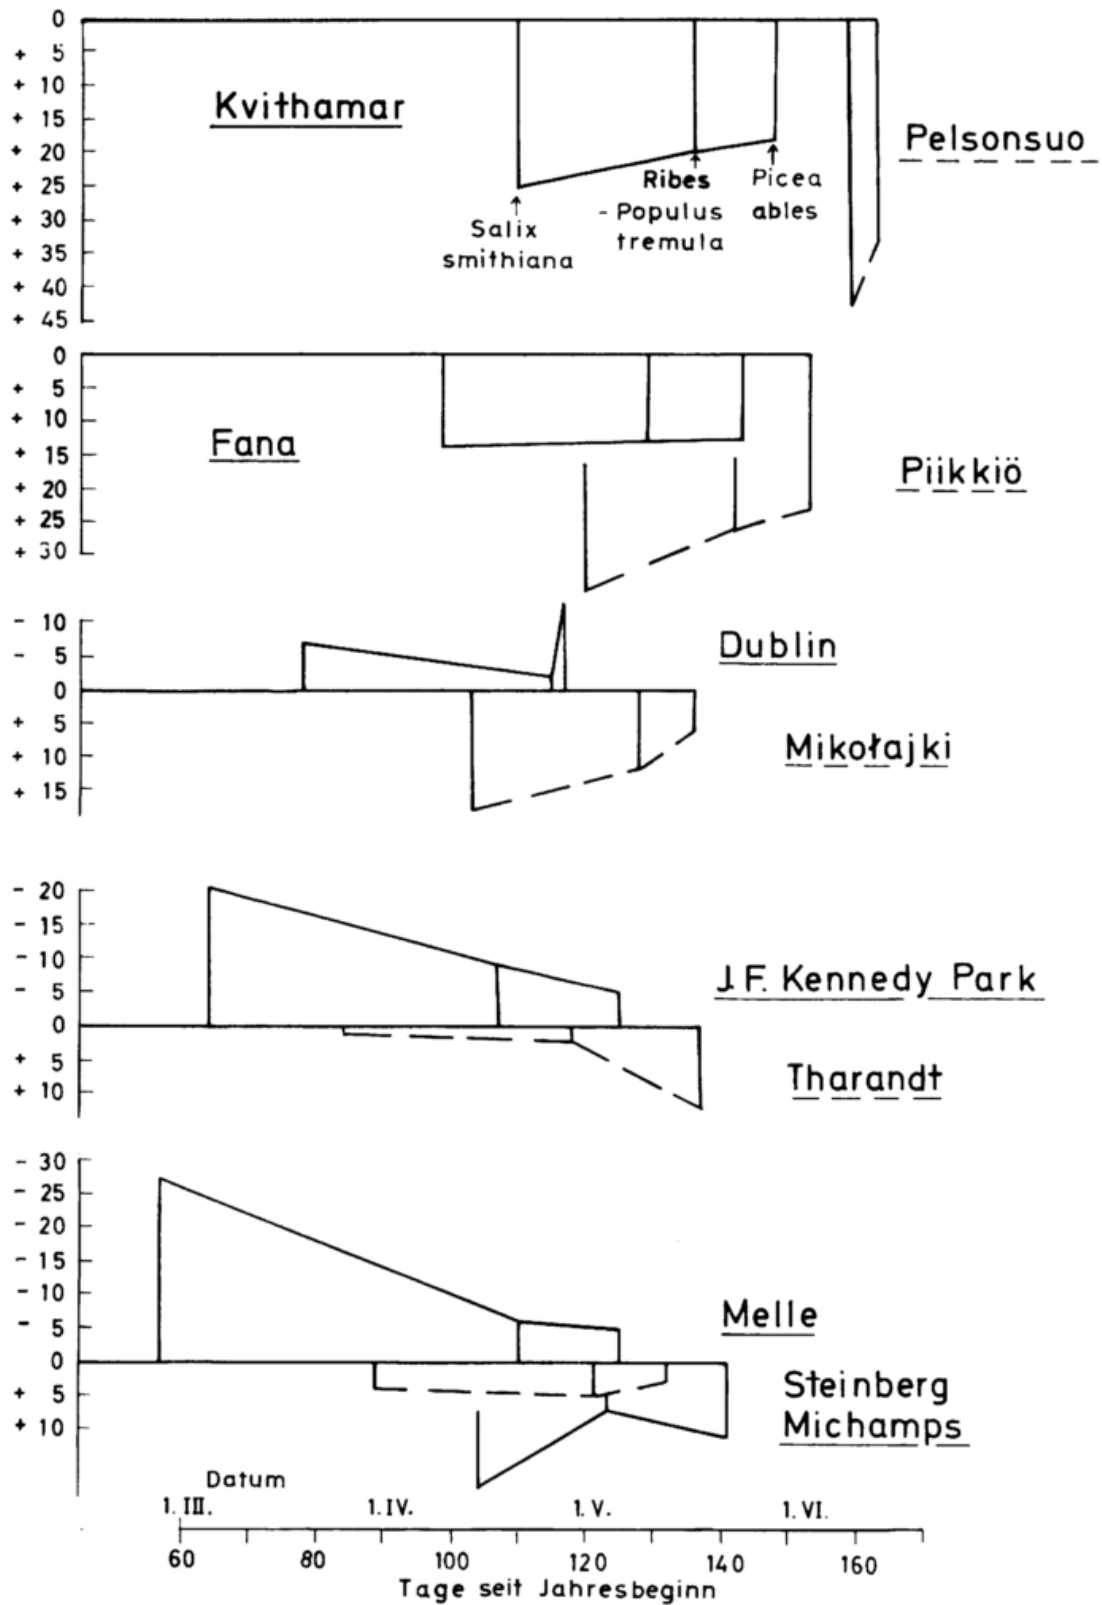 0
+ 5
+ 10
+ 15
+ 20
+ 25
+ 30
+ 35
+ 40
+ 45
Kvithamar
Pelsonsuo
Salix
smithiana
Ribes
- Populus
tremula
Picea
ables
0
+ 5
+ 10
+ 15
+ 20
+ 25
+ 30
Fana
Piikkiö
- 10
- 5
0
+ 5
+ 10
+ 15
Dublin
Mikołajki
- 20
- 15
- 10
- 5
0
+ 5
+ 10
J.F. Kennedy Park
Tharandt
- 30
- 25
- 20
- 15
- 10
- 5
0
+ 5
+ 10
Melle
Steinberg
Michamps
Datum
1. III. 1. IV. 1. V. 1. VI.
60 80 100 120 140 160
Tage seit Jahresbeginn